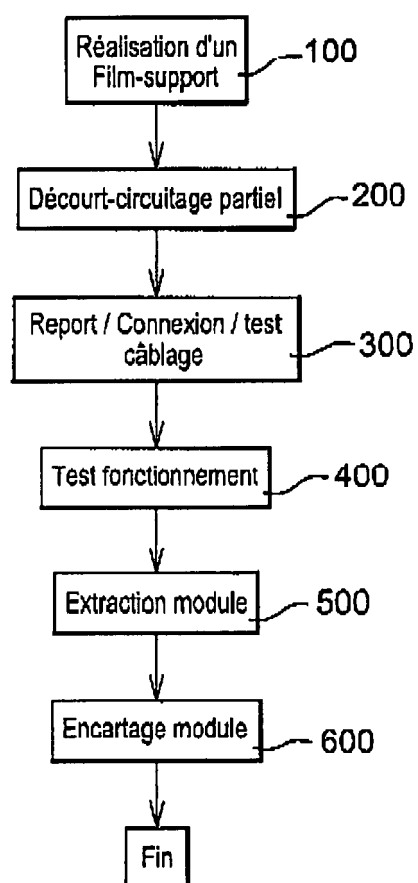 Réalisation d'un
Film-support
100
Décourt-circuitage partiel
200
Report / Connexion / test
câblage
300
Test fonctionnement
400
Extraction module
500
Encartage module
600
Fin